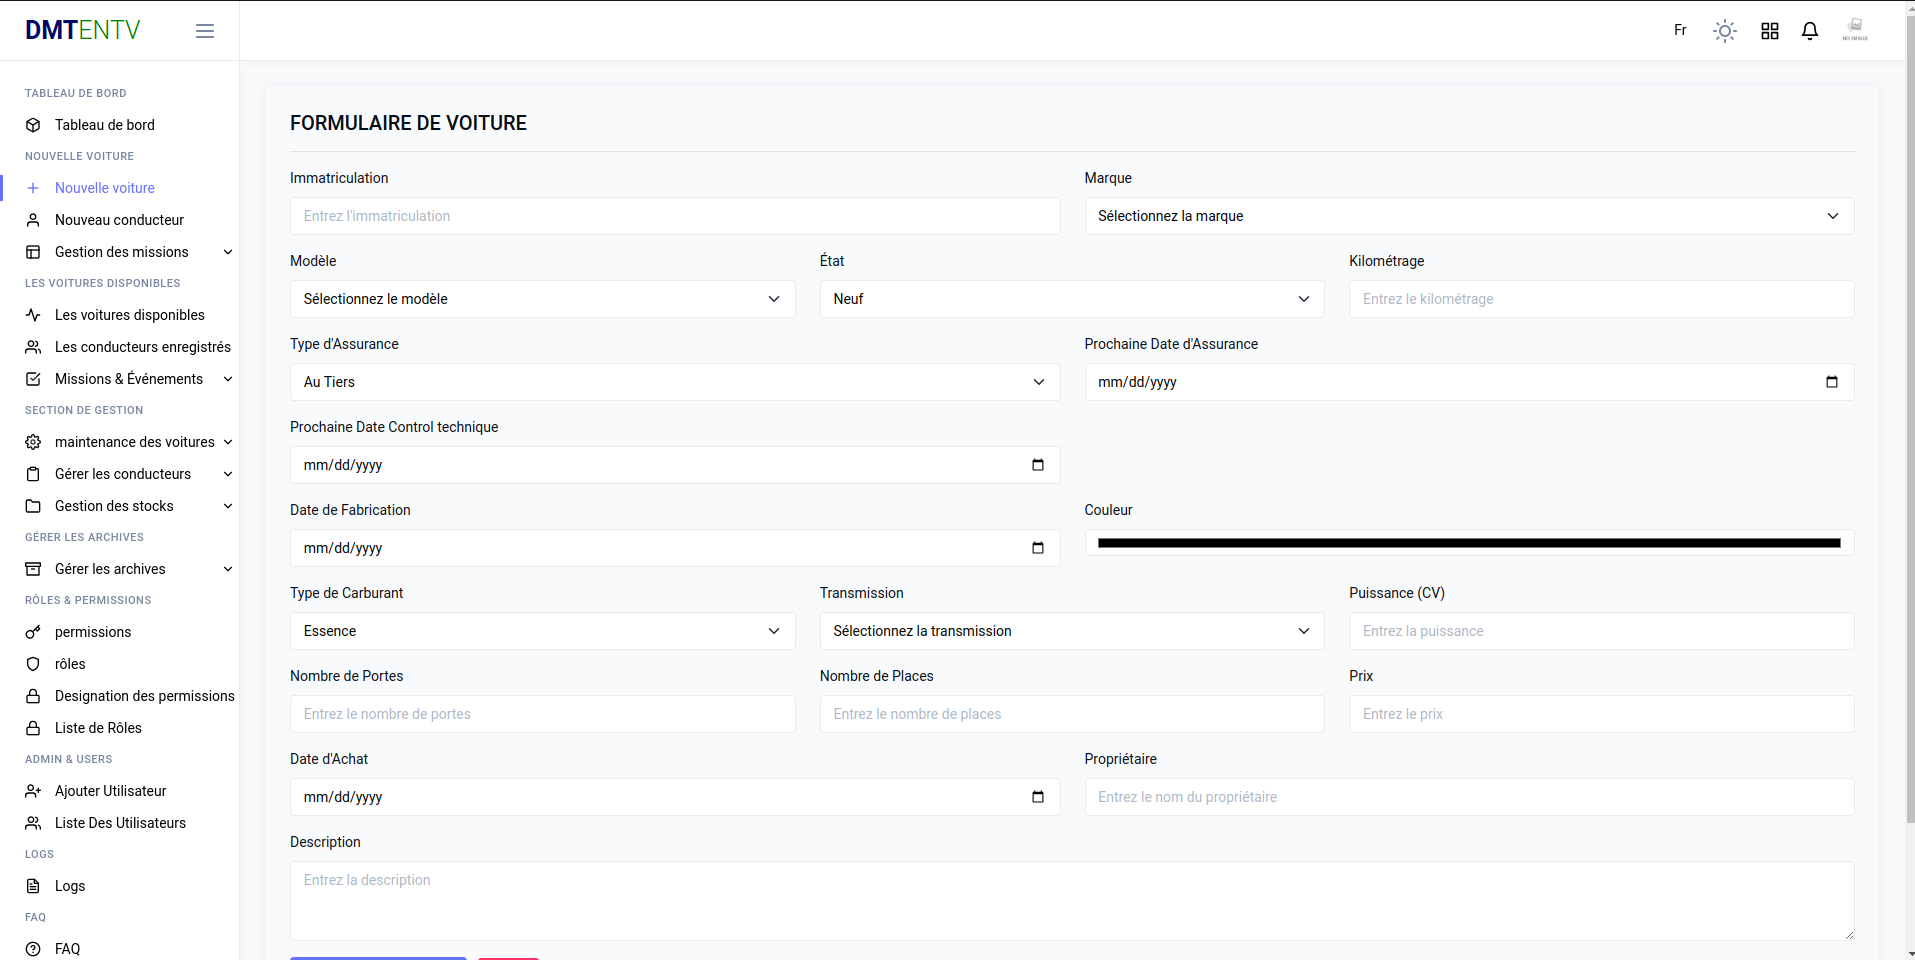 DMTENTV
Fr
NO IMAGE
TABLEAU DE BORD
Tableau de bord
NOUVELLE VOITURE
Nouvelle voiture
Nouveau conducteur
Gestion des missions
LES VOITURES DISPONIBLES
Les voitures disponibles
Les conducteurs enregistrés
Missions & Événements
SECTION DE GESTION
maintenance des voitures
Gérer les conducteurs
Gestion des stocks
GÉRER LES ARCHIVES
Gérer les archives
RÔLES & PERMISSIONS
permissions
rôles
Designation des permissions
Liste de Rôles
ADMIN & USERS
Ajouter Utilisateur
Liste Des Utilisateurs
LOGS
Logs
FAQ
FAQ
FORMULAIRE DE VOITURE
Immatriculation
Entrez l'immatriculation
Marque
Sélectionnez la marque
Modèle
Sélectionnez le modèle
État
Neuf
Kilométrage
Entrez le kilométrage
Type d'Assurance
Au Tiers
Prochaine Date d'Assurance
mm/dd/yyyy
Prochaine Date Control technique
mm/dd/yyyy
Date de Fabrication
mm/dd/yyyy
Couleur
Type de Carburant
Essence
Transmission
Sélectionnez la transmission
Puissance (CV)
Entrez la puissance
Nombre de Portes
Entrez le nombre de portes
Nombre de Places
Entrez le nombre de places
Prix
Entrez le prix
Date d'Achat
mm/dd/yyyy
Propriétaire
Entrez le nom du propriétaire
Description
Entrez la description